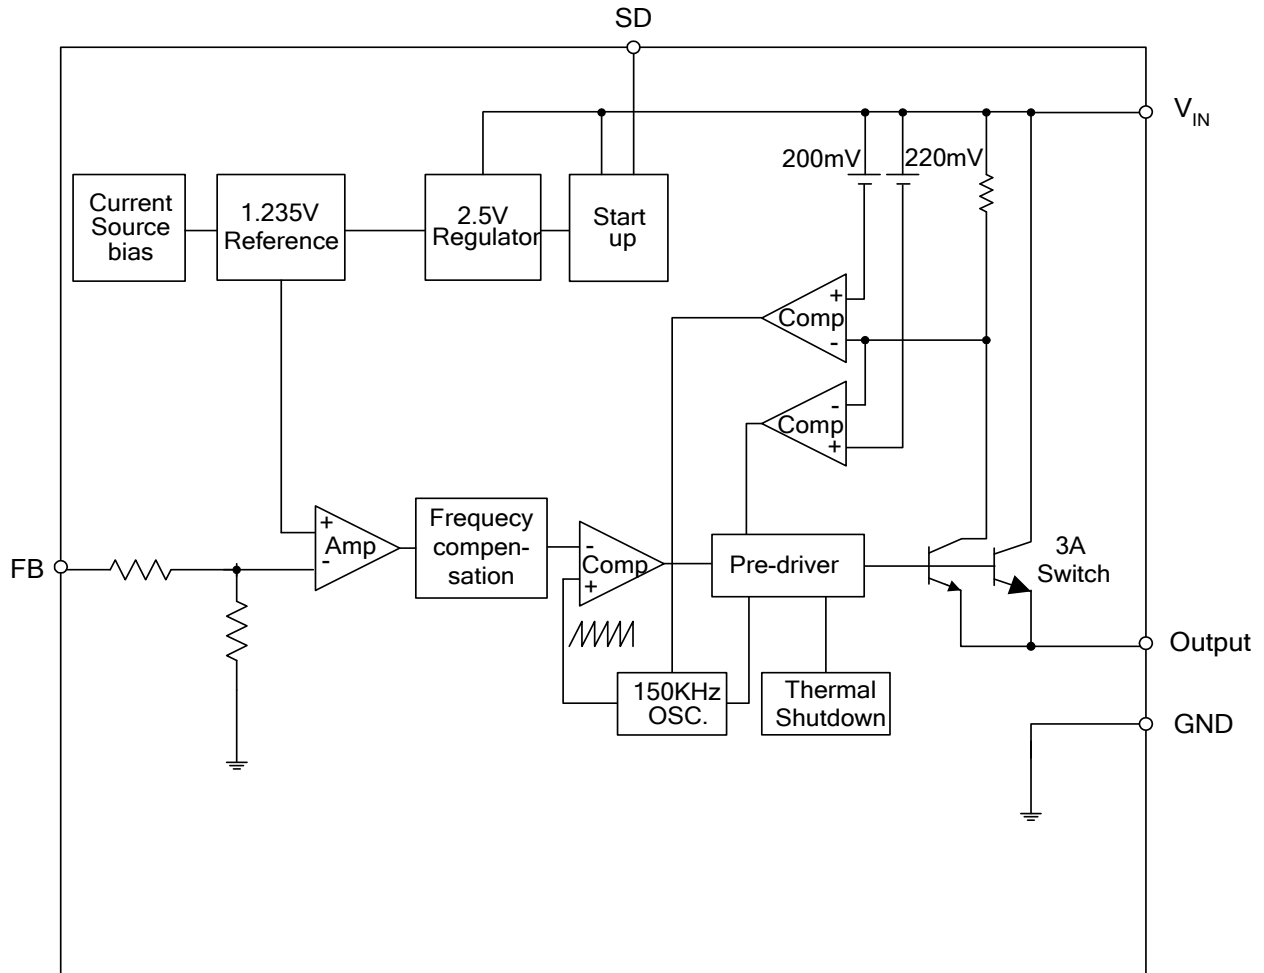 SD
V_IN
200mV
220mV
Current
Source
bias
1.235V
Reference
2.5V
Regulator
Start
up
+
Comp
-
-
Comp
+
FB
+
Amp
-
Frequecy
compen-
sation
-
Comp
+
Pre-driver
3A
Switch
Output
150KHz
OSC.
Thermal
Shutdown
GND